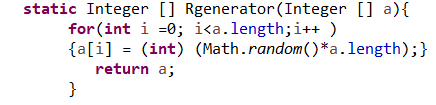 static Integer [] Rgenerator(Integer [] a){
for(int i =0; i<a.length;i++ )
{a[i] = (int) (Math.random()*a.length);}
return a;
}